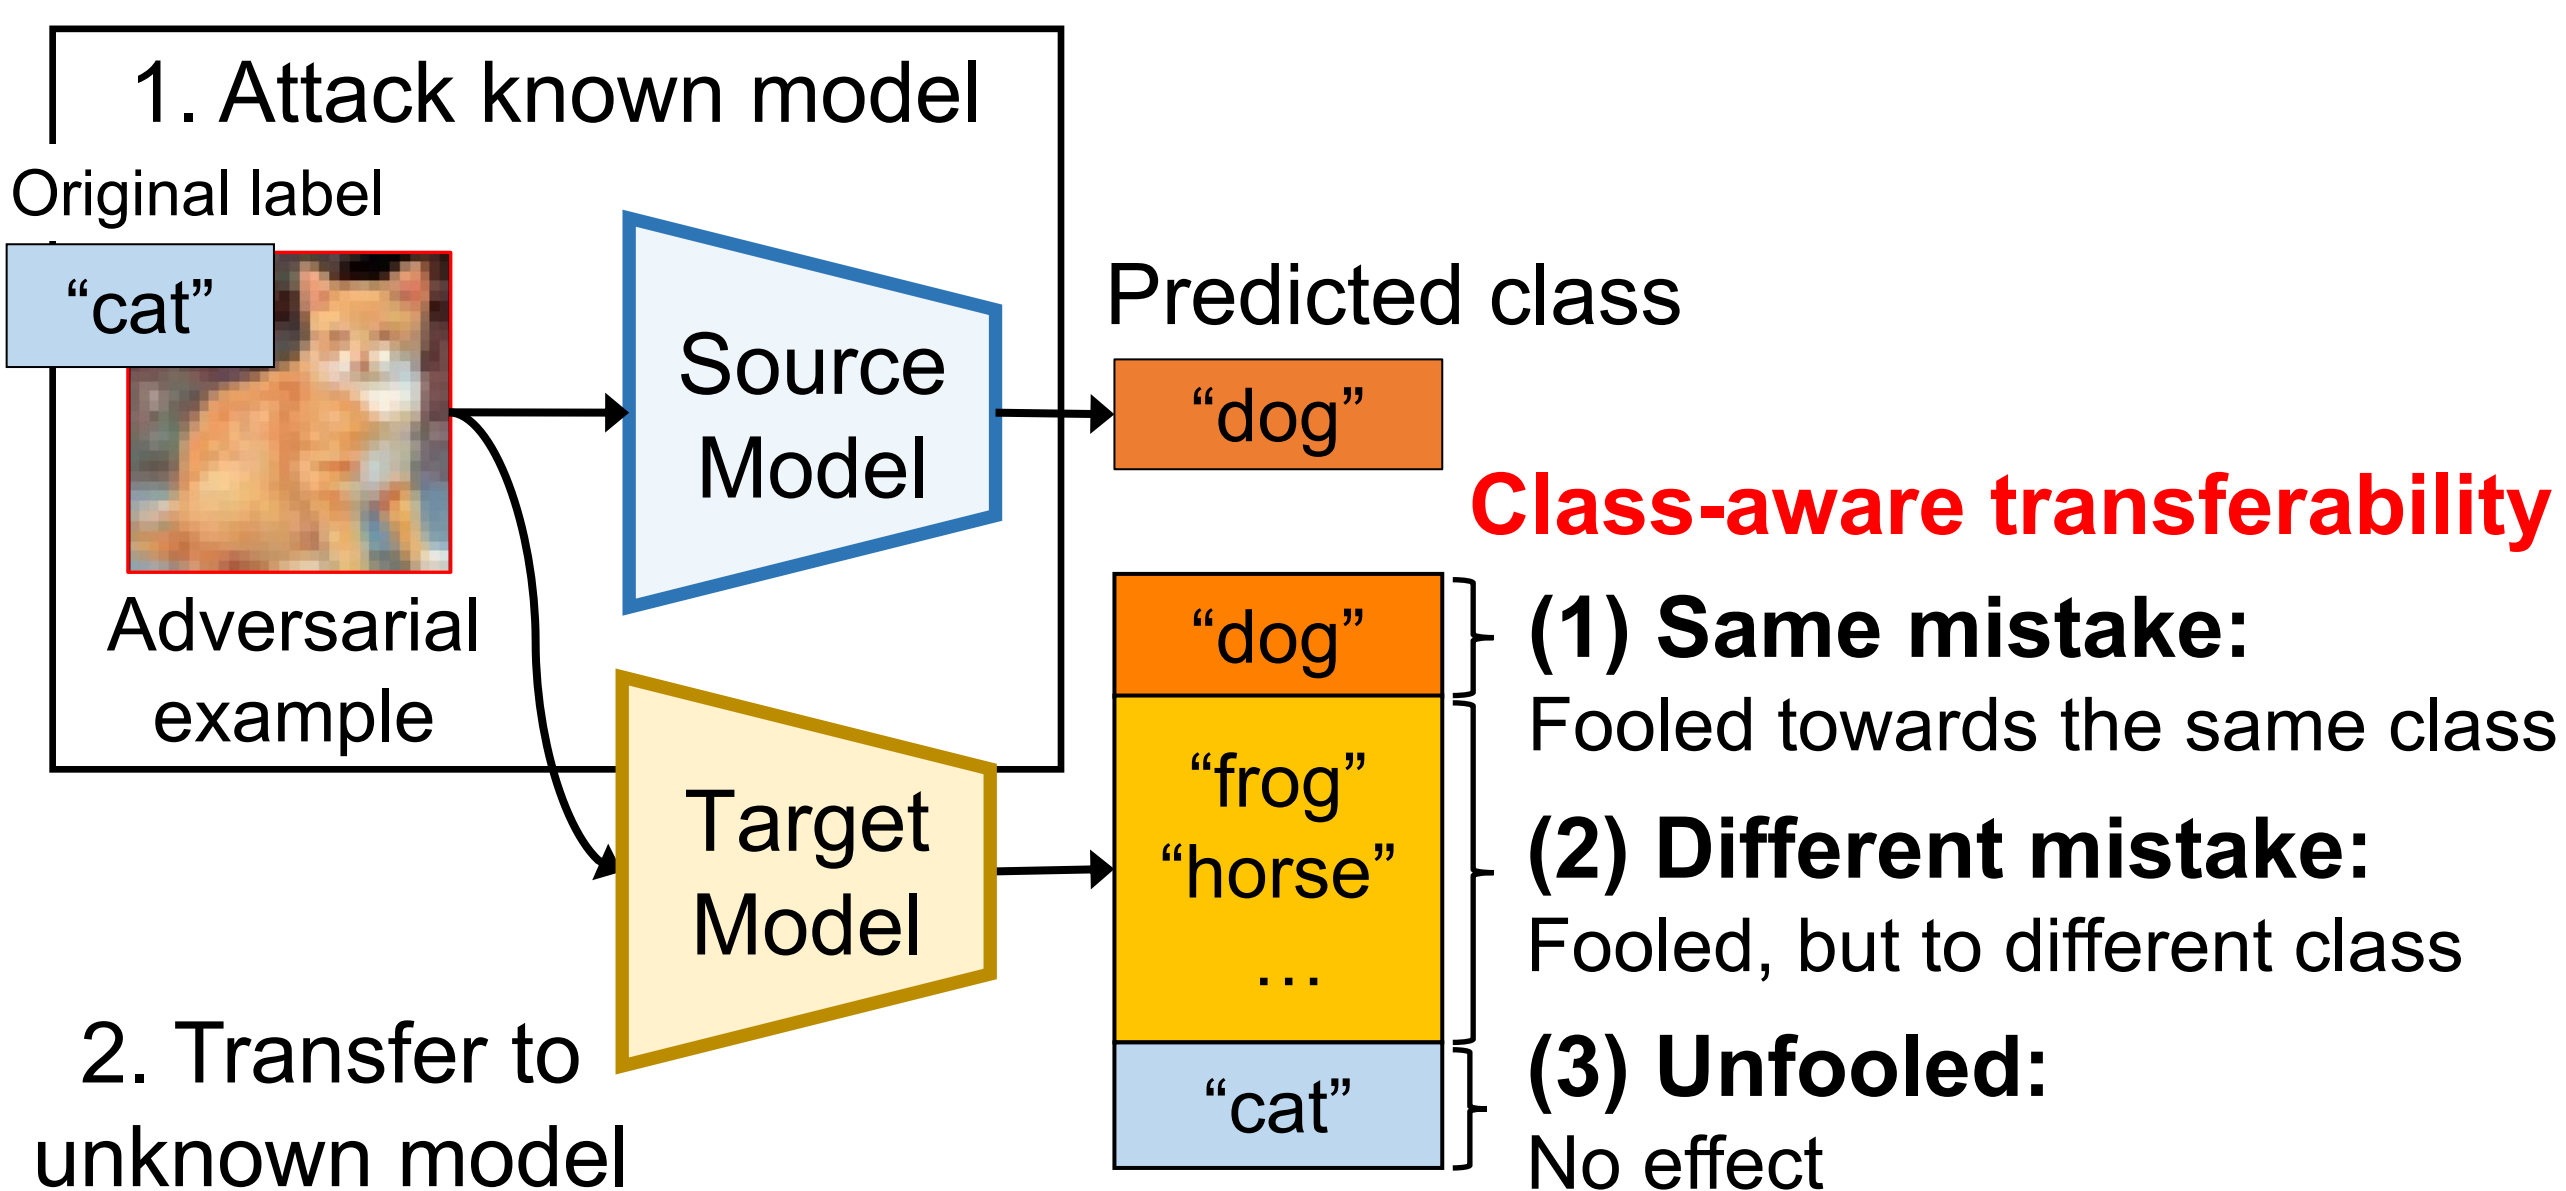 1. Attack known model
Original label
“cat”
Adversarial
example
Source
Model
Predicted class
“dog”
Class-aware transferability
2. Transfer to
unknown model
Target
Model
“dog”
“frog”
“horse”
…
“cat”
(1) Same mistake:
Fooled towards the same class
(2) Different mistake:
Fooled, but to different class
(3) Unfooled:
No effect